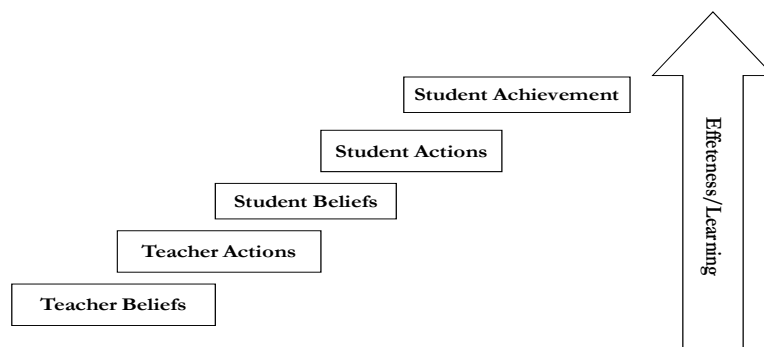 Student Achievement
Student Actions
Student Beliefs
Teacher Actions
Teacher Beliefs
Effeteness/Learning